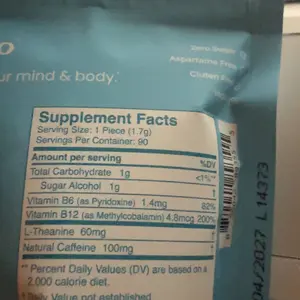 o
ur mind & body.*
Zero Sugar
Aspartame Free
Gluten Free
Supplement Facts
Serving Size: 1 Piece (1.7g)
Servings Per Container: 90
Amount per serving %DV
Total Carbohydrate 1g <1%**
Sugar Alcohol 1g †
Vitamin B6 (as Pyridoxine) 1.4mg 82%
Vitamin B12 (as Methylcobalamin) 4.8mcg 200%
L-Theanine 60mg †
Natural Caffeine 100mg †
**Percent Daily Values (DV) are based on a
2,000 calorie diet.
†Daily Value not established.
04/2027 L 14373